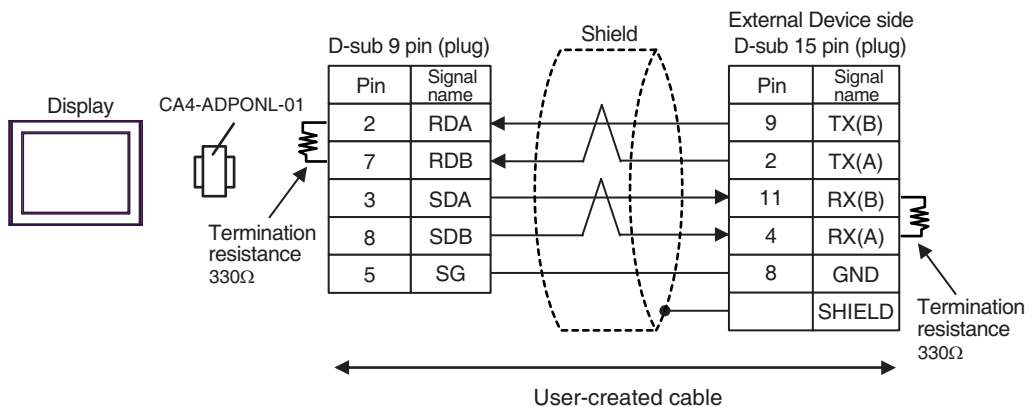 External Device side
D-sub 9 pin (plug)
Shield
D-sub 15 pin (plug)
Display
CA4-ADPONL-01
Pin Signal name
2 RDA
7 RDB
3 SDA
8 SDB
5 SG
Pin Signal name
9 TX(B)
2 TX(A)
11 RX(B)
4 RX(A)
8 GND
SHIELD
Termination
resistance
330Ω
Termination
resistance
330Ω
User-created cable